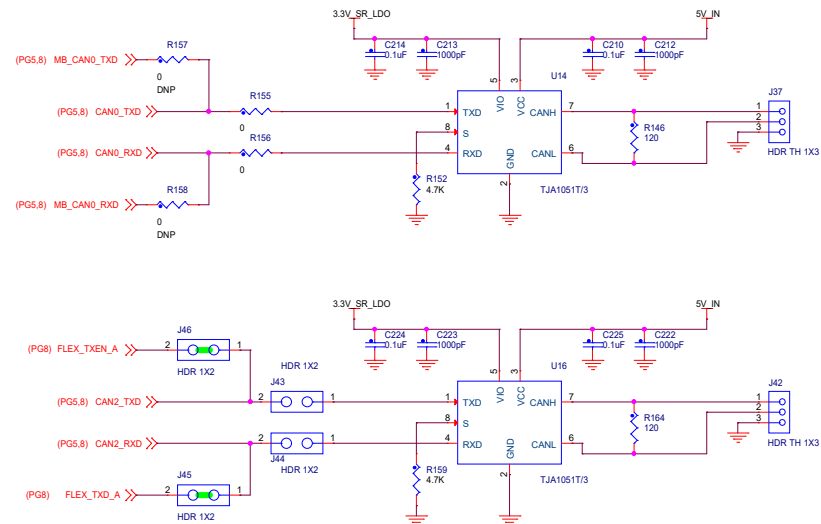 3.3V_SR_LDO 5V_IN
R157 C214 C213 C210 C212
(PG5,8) MB_CAN0_TXD 0.1uF 1000pF 0.1uF 1000pF
0 5 3 U14
DNP R155 VIO VCC J37
(PG5,8) CAN0_TXD 1 TXD CANH 7 1
0 8 S R146 2
R156 120 3
(PG5,8) CAN0_RXD 4 RXD CANL 6 HDR TH 1X3
0 GND
R158 R152 2
4.7K TJA1051T/3
(PG5,8) MB_CAN0_RXD
0
DNP
3.3V_SR_LDO 5V_IN
J46 C224 C223 C225 C222
2 1 0.1uF 1000pF 0.1uF 1000pF
(PG8) FLEX_TXEN_A
HDR 1X2 HDR 1X2 5 3 U16
J43 VIO VCC J42
(PG5,8) CAN2_TXD 2 1 1 TXD CANH 7 1
8 S R164 2
120 3
(PG5,8) CAN2_RXD 2 1 4 RXD CANL 6 HDR TH 1X3
J44 GND
J45 HDR 1X2 R159 2
(PG8) FLEX_TXD_A 2 1 4.7K TJA1051T/3
HDR 1X2